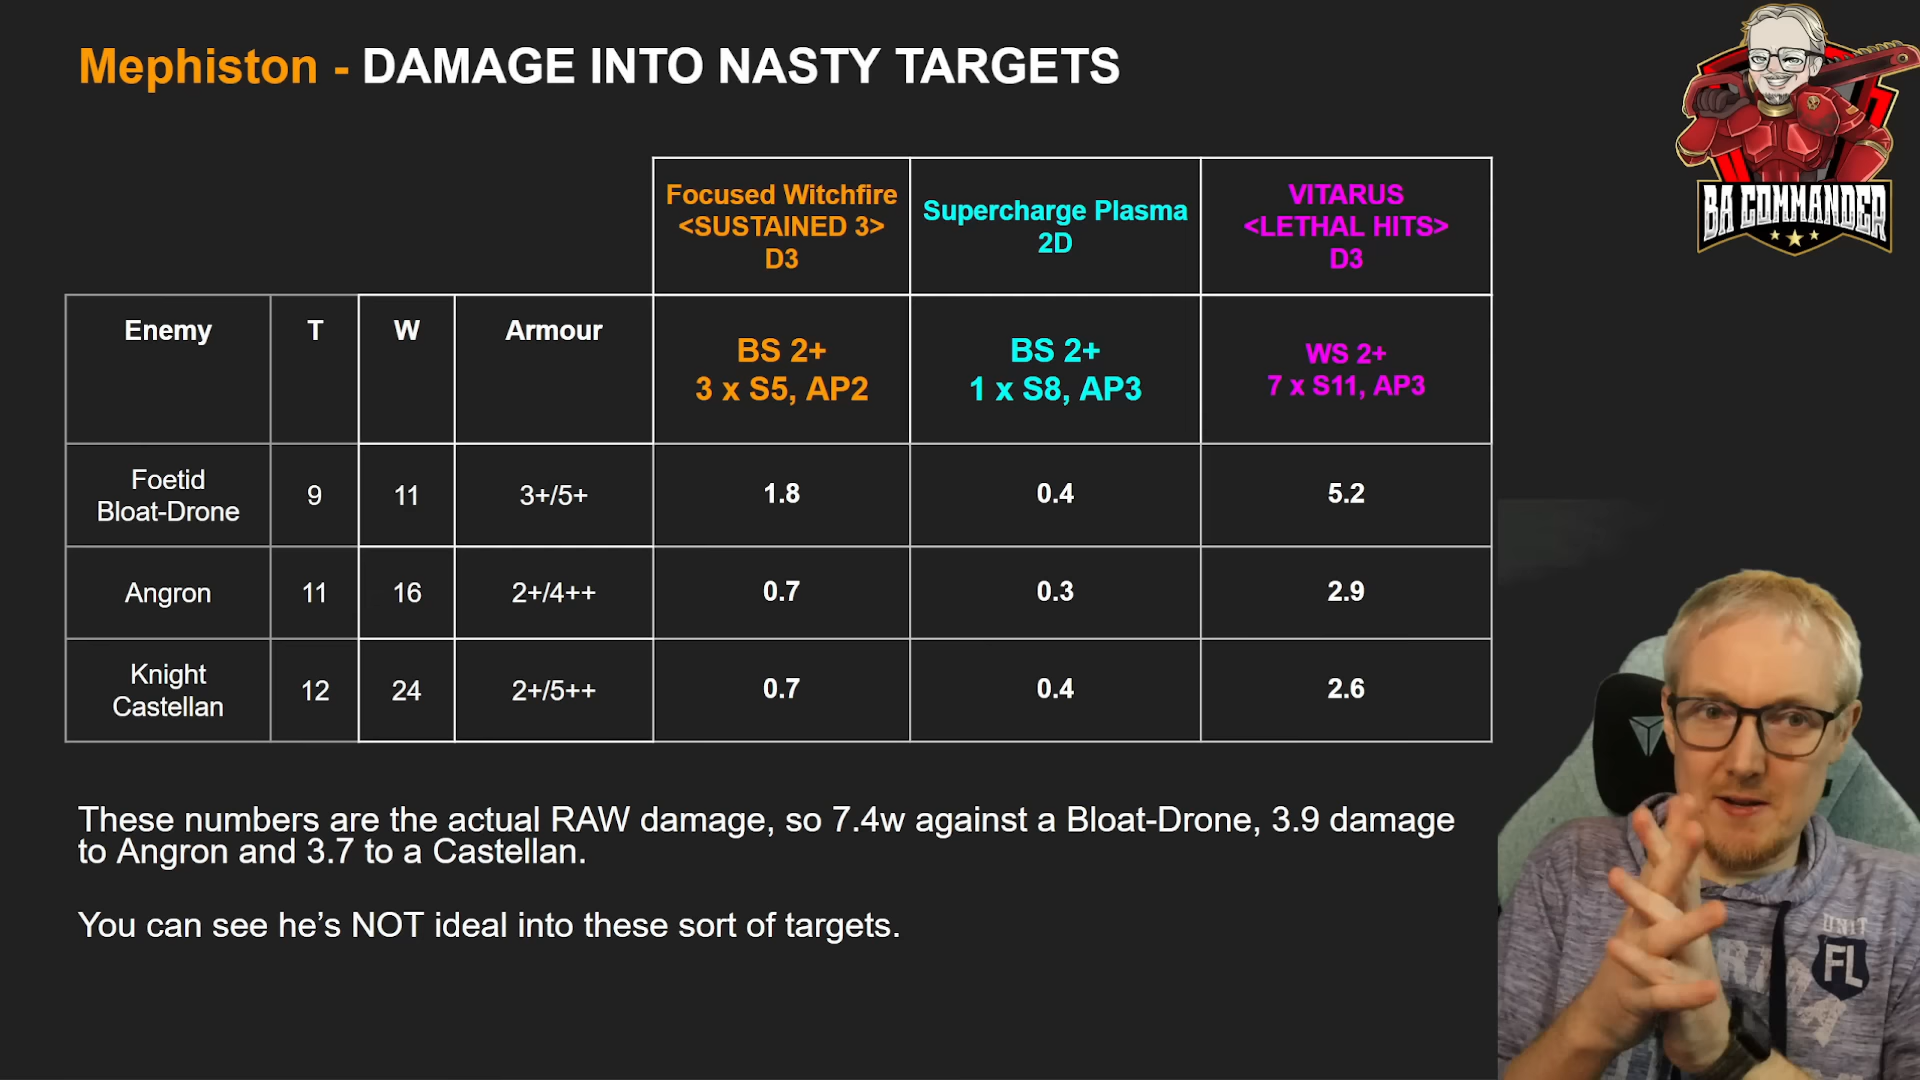 Mephiston - DAMAGE INTO NASTY TARGETS
BA COMMANDER
Focused Witchfire
<SUSTAINED 3>
D3
Supercharge Plasma
2D
VITARUS
<LETHAL HITS>
D3
Enemy
T
W
Armour
BS 2+
3 x S5, AP2
BS 2+
1 x S8, AP3
WS 2+
7 x S11, AP3
Foetid
Bloat-Drone
9
11
3+/5+
1.8
0.4
5.2
Angron
11
16
2+/4++
0.7
0.3
2.9
Knight
Castellan
12
24
2+/5++
0.7
0.4
2.6
These numbers are the actual RAW damage, so 7.4w against a Bloat-Drone, 3.9 damage
to Angron and 3.7 to a Castellan.
You can see he’s NOT ideal into these sort of targets.
UNIT
FL